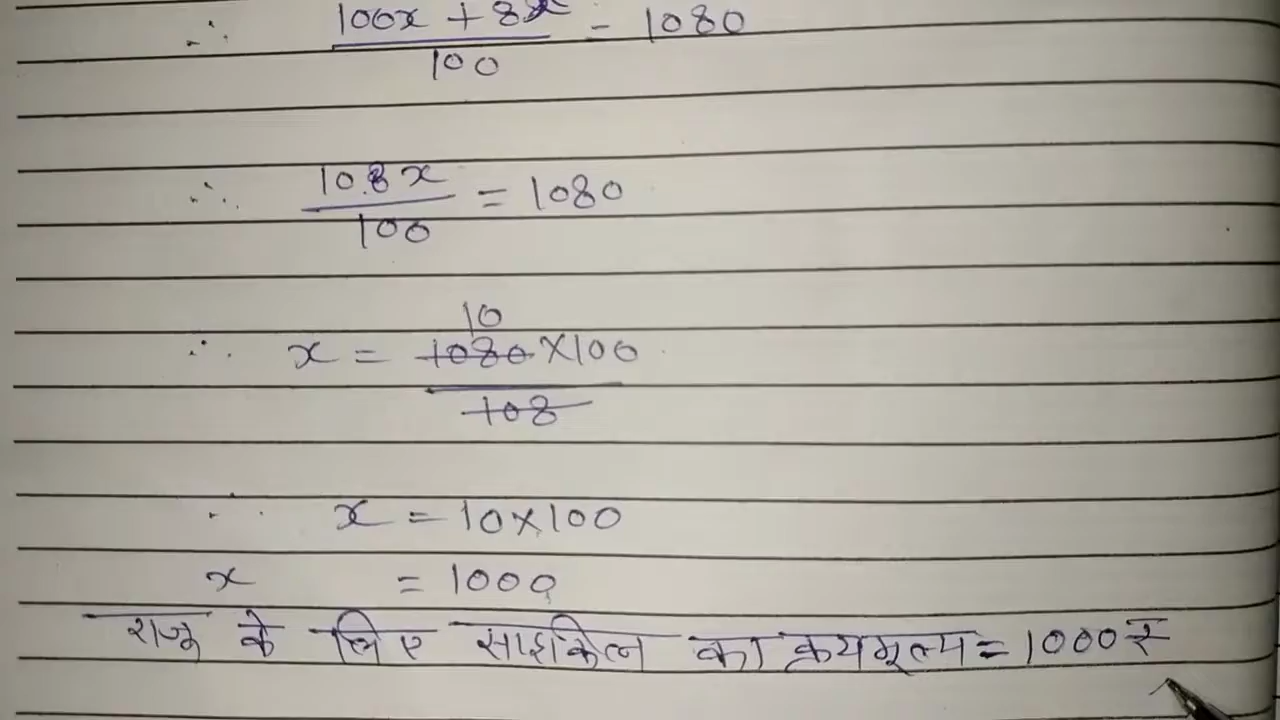 ∴ (100x + 8x)/100 = 1080
∴ 108x/100 = 1080
10
∴ x = 1080×100/108
∴ x = 10×100
x = 1000
राजू के लिए साइकिल का क्रयमूल्य = 1000 ₹